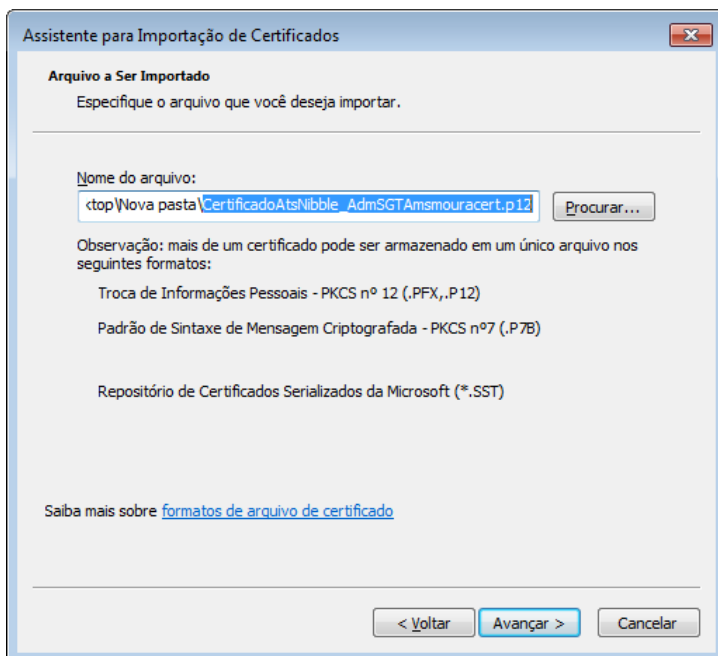 Assistente para Importação de Certificados
Arquivo a Ser Importado
Especifique o arquivo que você deseja importar.
Nome do arquivo:
ktop\Nova pasta\CertificadoAtsNibble_AdmSGTAmsmouracert.p12 Procurar...
Observação: mais de um certificado pode ser armazenado em um único arquivo nos
seguintes formatos:
Troca de Informações Pessoais - PKCS nº 12 (.PFX,.P12)
Padrão de Sintaxe de Mensagem Criptografada - PKCS nº7 (.P7B)
Repositório de Certificados Serializados da Microsoft (*.SST)
Saiba mais sobre formatos de arquivo de certificado
< Voltar Avançar > Cancelar